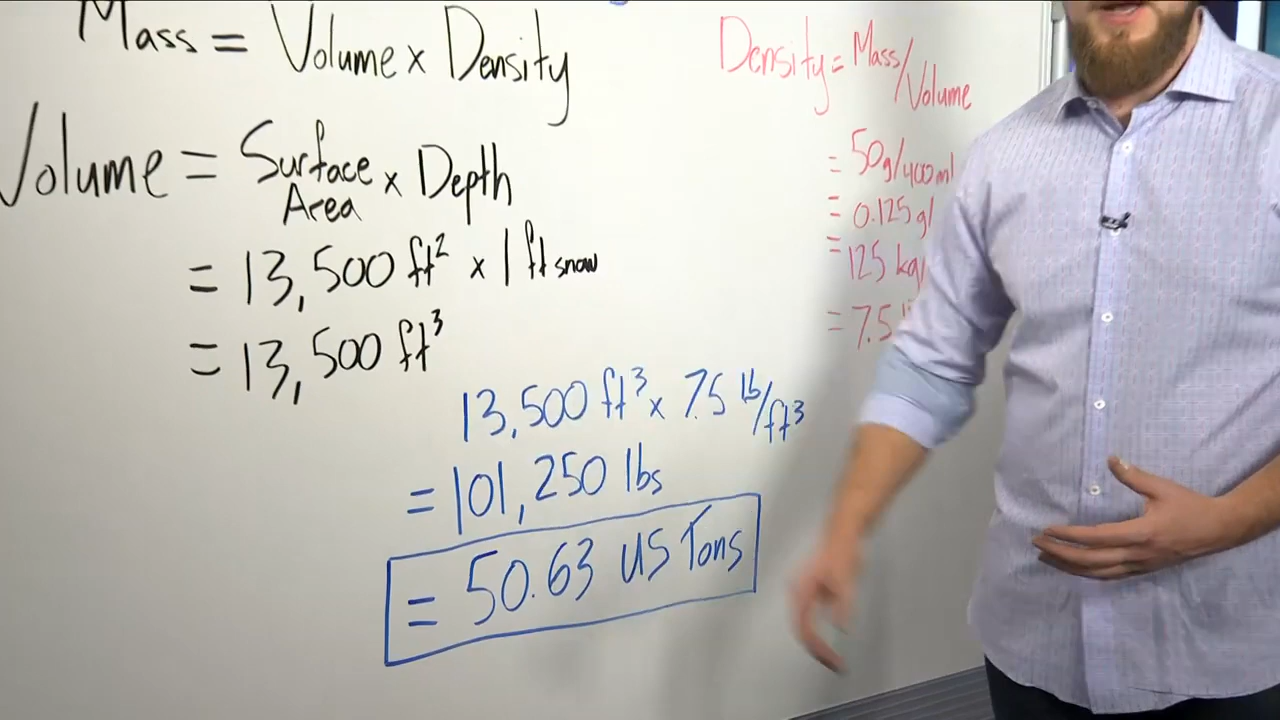 Mass = Volume x Density
Volume = Surface Area x Depth
= 13,500 ft² x 1 ft snow
= 13,500 ft³
13,500 ft³ x 7.5 lb/ft³
= 101,250 lbs
= 50.63 US Tons
Density = Mass/Volume
= 50g/400ml
= 0.125 g/
= 125 kg/
= 7.5